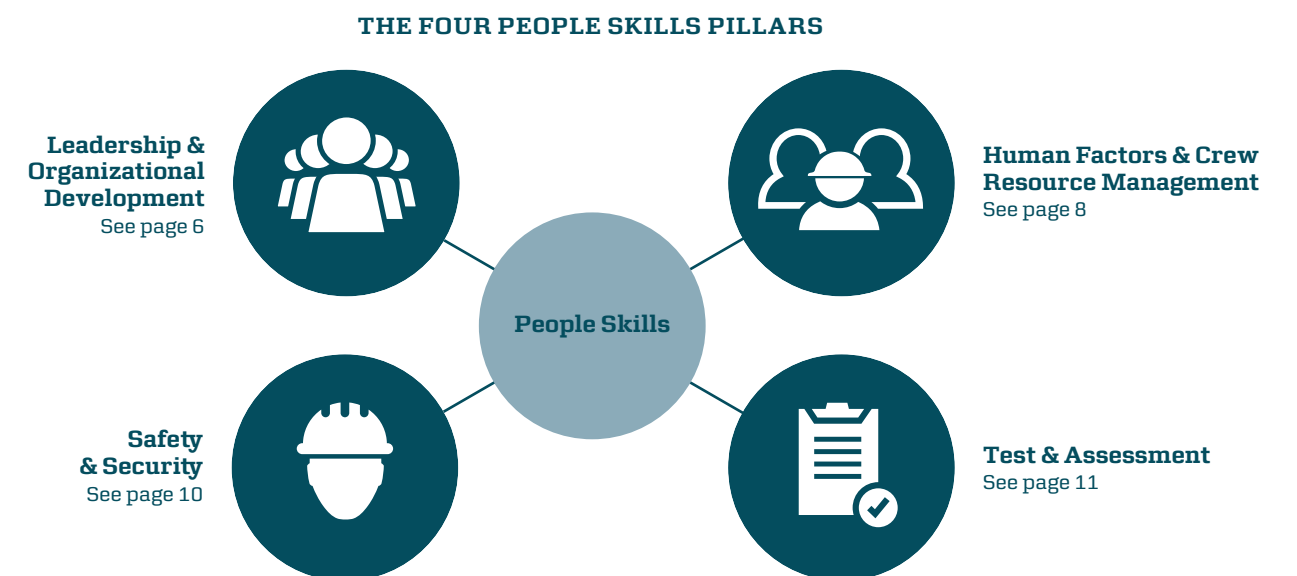 THE FOUR PEOPLE SKILLS PILLARS
Leadership &
Organizational
Development
See page 6
Human Factors & Crew
Resource Management
See page 8
People Skills
Safety
& Security
See page 10
Test & Assessment
See page 11